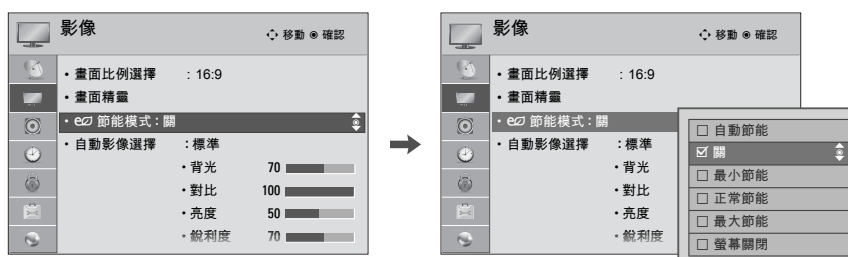 影像
移動 ◉ 確認
・畫面比例選擇 : 16:9
・畫面精靈
・ 節能模式 : 關
・自動影像選擇 : 標準
・背光 70
・對比 100
・亮度 50
・銳利度 70
影像
移動 ◉ 確認
・畫面比例選擇 : 16:9
・畫面精靈
・ 節能模式 : 關
・自動影像選擇 : 標準
・背光
・對比
・亮度
・銳利度
□ 自動節能
☑ 關
□ 最小節能
□ 正常節能
□ 最大節能
□ 螢幕關閉